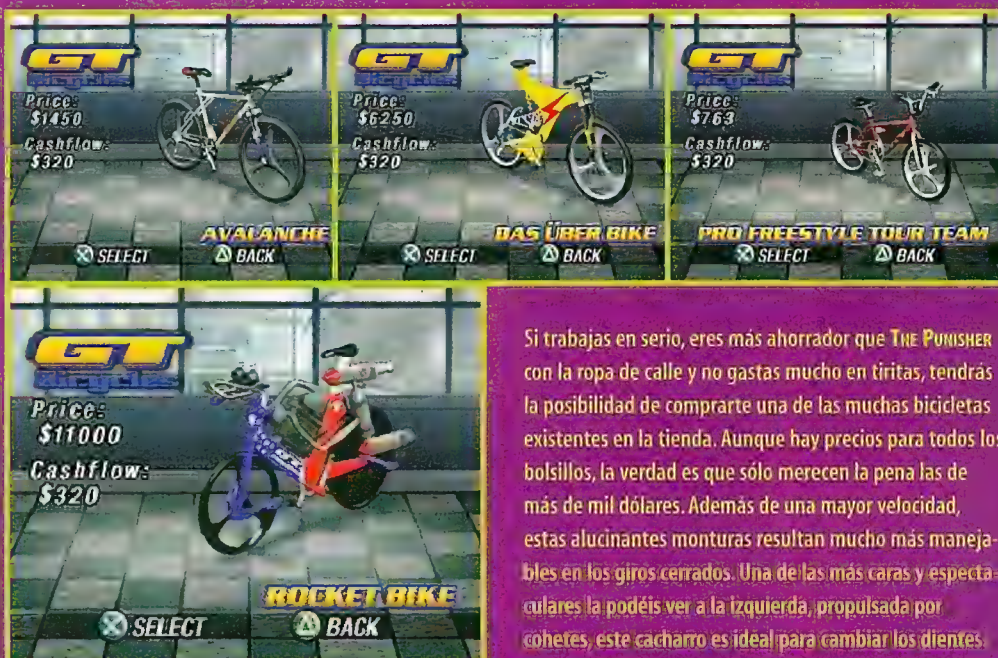 GT
Bicycles
Price:
$1450
Cashflow:
$320
AVALANCHE
X SELECT
△ BACK
GT
Bicycles
Price:
$6250
Cashflow:
$320
DAS ÜBER BIKE
X SELECT
△ BACK
GT
Bicycles
Price:
$763
Cashflow:
$320
PRO FREESTYLE TOUR TEAM
X SELECT
△ BACK
GT
Bicycles
Price:
$11000
Cashflow:
$320
ROCKET BIKE
X SELECT
△ BACK
Si trabajas en serio, eres más ahorrador que THE PUNISHER
con la ropa de calle y no gastas mucho en tiritas, tendrás
la posibilidad de comprarte una de las muchas bicicletas
existentes en la tienda. Aunque hay precios para todos los
bolsillos, la verdad es que sólo merecen la pena las de
más de mil dólares. Además de una mayor velocidad,
estas alucinantes monturas resultan mucho más maneja-
bles en los giros cerrados. Una de las más caras y especta-
culares la podéis ver a la izquierda, propulsada por
cohetes, este cacharro es ideal para cambiar los dientes.